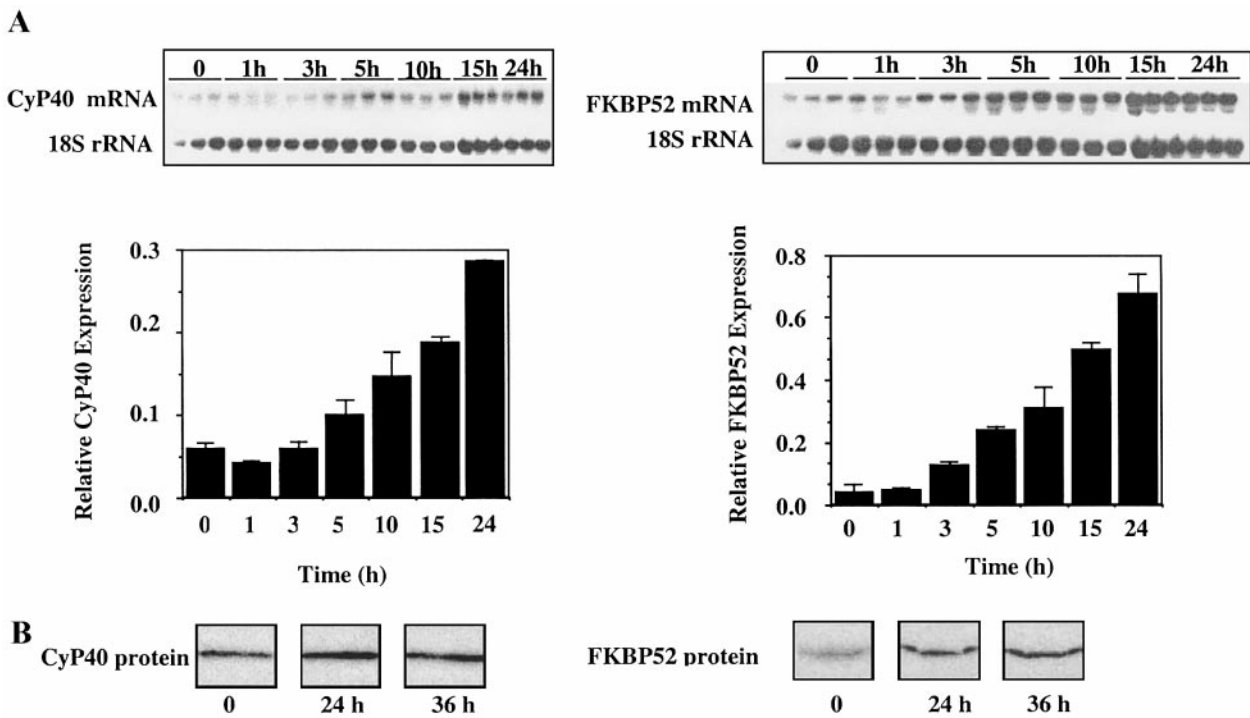 A
0 1h 3h 5h 10h 15h 24h
CyP40 mRNA
18S rRNA
0 1h 3h 5h 10h 15h 24h
FKBP52 mRNA
18S rRNA
Relative CyP40 Expression
0.3
0.2
0.1
0.0
0 1 3 5 10 15 24
Time (h)
Relative FKBP52 Expression
0.8
0.6
0.4
0.2
0.0
0 1 3 5 10 15 24
Time (h)
B
CyP40 protein
0 24 h 36 h
FKBP52 protein
0 24 h 36 h